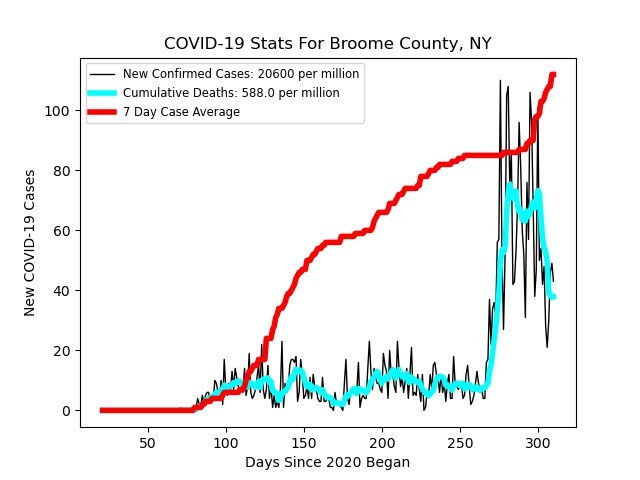 COVID-19 Stats For Broome County, NY
New Confirmed Cases: 20600 per million
Cumulative Deaths: 588.0 per million
7 Day Case Average
New COVID-19 Cases
100
80
60
40
20
0
50
100
150
200
250
300
Days Since 2020 Began